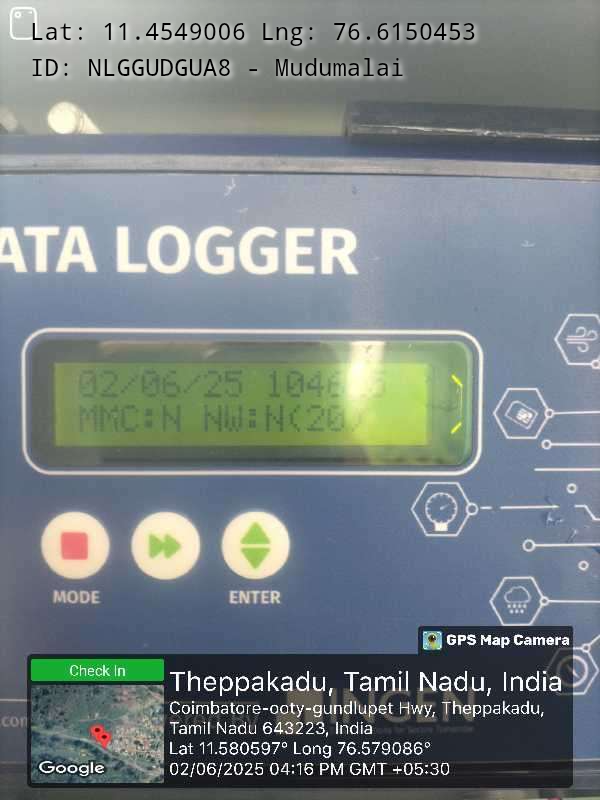 Lat: 11.4549006 Lng: 76.6150453
ID: NLGGUDGUA8 - Mudumalai
ATA LOGGER
02/06/25
MMC:N NW:N(20)
MODE
ENTER
GPS Map Camera
Check In
Theppakadu, Tamil Nadu, India
Coimbatore-ooty-gundlupet Hwy, Theppakadu,
Tamil Nadu 643223, India
Lat 11.580597° Long 76.579086°
02/06/2025 04:16 PM GMT +05:30
Google